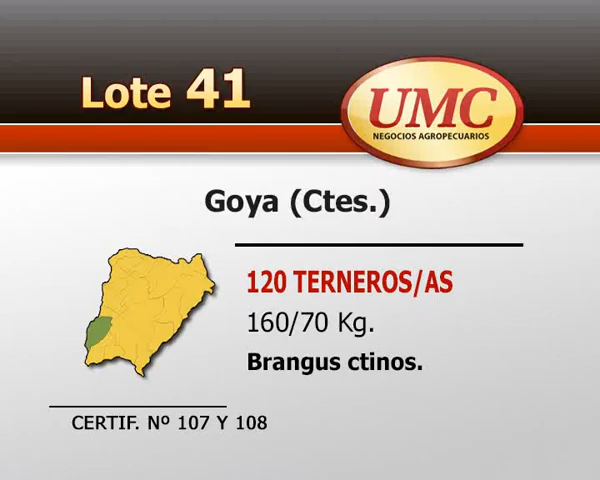 Lote 41
UMC
NEGOCIOS AGROPECUARIOS
Goya (Ctes.)
120 TERNEROS/AS
160/70 Kg.
Brangus ctinos.
CERTIF. Nº 107 Y 108